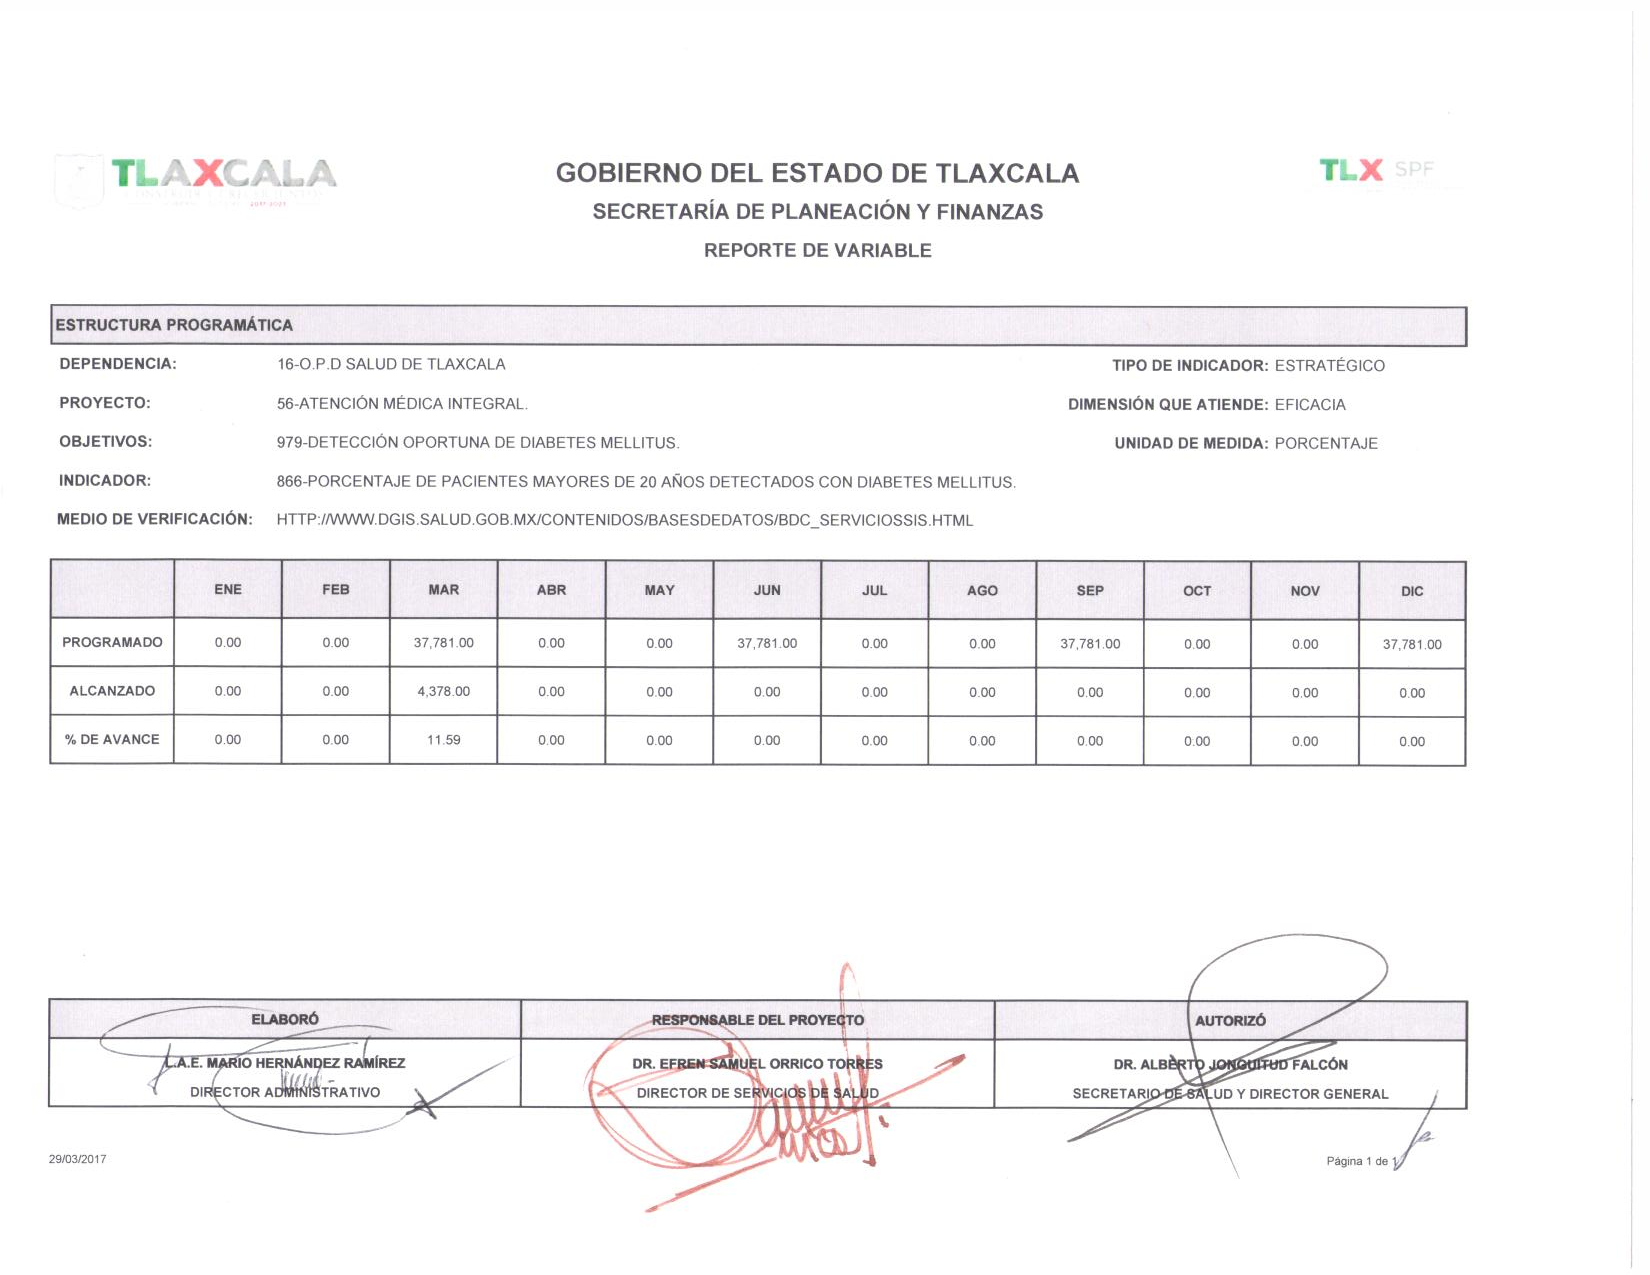 TLAXCALA
2017-2021
GOBIERNO DEL ESTADO DE TLAXCALA
SECRETARÍA DE PLANEACIÓN Y FINANZAS
REPORTE DE VARIABLE
TLX SPF
ESTRUCTURA PROGRAMÁTICA
DEPENDENCIA: 16-O.P.D SALUD DE TLAXCALA TIPO DE INDICADOR: ESTRATÉGICO
PROYECTO: 56-ATENCIÓN MÉDICA INTEGRAL. DIMENSIÓN QUE ATIENDE: EFICACIA
OBJETIVOS: 979-DETECCIÓN OPORTUNA DE DIABETES MELLITUS. UNIDAD DE MEDIDA: PORCENTAJE
INDICADOR: 866-PORCENTAJE DE PACIENTES MAYORES DE 20 AÑOS DETECTADOS CON DIABETES MELLITUS.
MEDIO DE VERIFICACIÓN: HTTP://WWW.DGIS.SALUD.GOB.MX/CONTENIDOS/BASESDEDATOS/BDC_SERVICIOSSIS.HTML
ENE FEB MAR ABR MAY JUN JUL AGO SEP OCT NOV DIC
PROGRAMADO 0.00 0.00 37,781.00 0.00 0.00 37,781.00 0.00 0.00 37,781.00 0.00 0.00 37,781.00
ALCANZADO 0.00 0.00 4,378.00 0.00 0.00 0.00 0.00 0.00 0.00 0.00 0.00 0.00
% DE AVANCE 0.00 0.00 11.59 0.00 0.00 0.00 0.00 0.00 0.00 0.00 0.00 0.00
ELABORÓ RESPONSABLE DEL PROYECTO AUTORIZÓ
L.A.E. MARIO HERNÁNDEZ RAMÍREZ DR. EFREN SAMUEL ORRICO TORRES DR. ALBERTO JONGUITUD FALCÓN
DIRECTOR ADMINISTRATIVO DIRECTOR DE SERVICIOS DE SALUD SECRETARIO DE SALUD Y DIRECTOR GENERAL
29/03/2017 Página 1 de 1